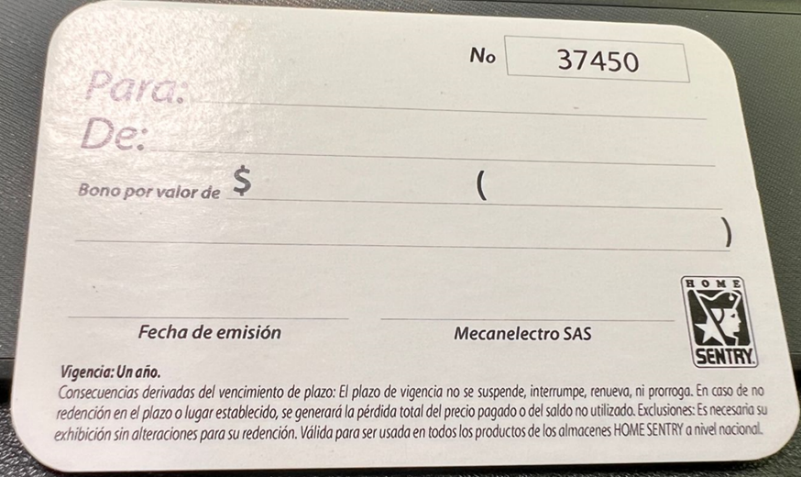 No 37450
Para:
De:
Bono por valor de $ (
)
Fecha de emisión Mecanelectro SAS
HOME
SENTRY
Vigencia: Un año.
Consecuencias derivadas del vencimiento de plazo: El plazo de vigencia no se suspende, interrumpe, renueva, ni prorroga. En caso de no
redención en el plazo o lugar establecido, se generará la pérdida total del precio pagado o del saldo no utilizado. Exclusiones: Es necesaria su
exhibición sin alteraciones para su redención. Válida para ser usada en todos los productos de los almacenes HOME SENTRY a nivel nacional.